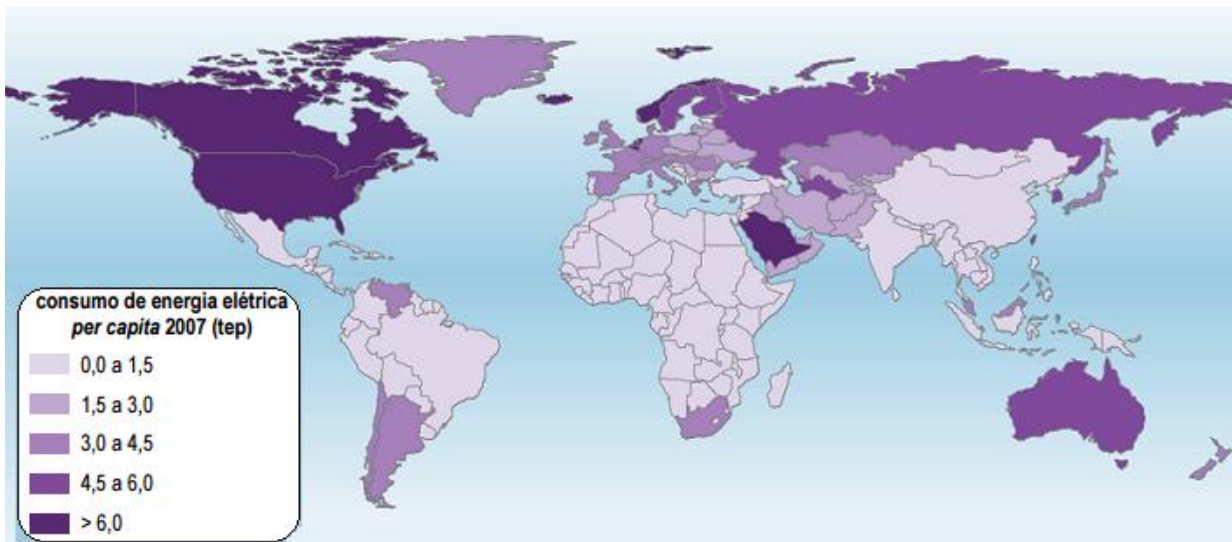 consumo de energia elétrica
per capita 2007 (tep)
0,0 a 1,5
1,5 a 3,0
3,0 a 4,5
4,5 a 6,0
> 6,0